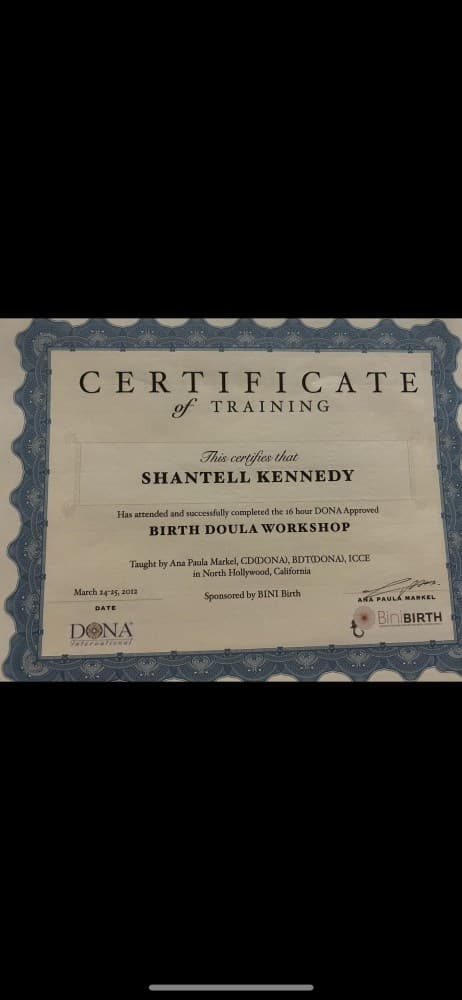 CERTIFICATE
of TRAINING
This certifies that
SHANTELL KENNEDY
Has attended and successfully completed the 16 hour DONA Approved
BIRTH DOULA WORKSHOP
Taught by Ana Paula Markel, CD(DONA), BDT(DONA), ICCE
in North Hollywood, California
March 24-25, 2012
DATE
Sponsored by BINI Birth
ANA PAULA MARKEL
DONA
International
BiniBIRTH